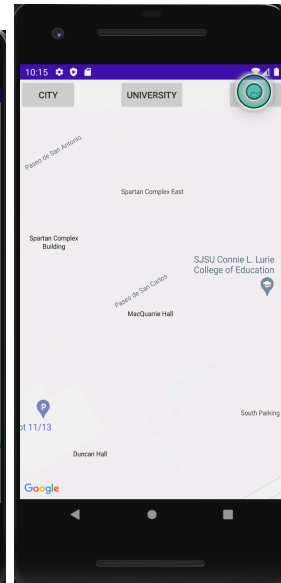 10:15
CITY
UNIVERSITY
Paseo de San Antonio
Spartan Complex East
Spartan Complex
Building
SJSU Connie L. Lurie
College of Education
Paseo de San Carlos
MacQuarrie Hall
P
ot 11/13
South Parking
Duncan Hall
Google